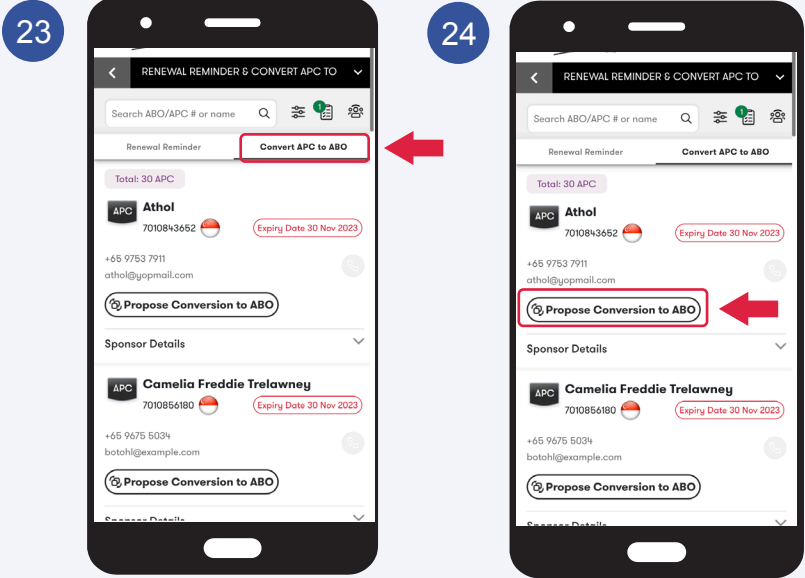 23
RENEWAL REMINDER & CONVERT APC TO
Search ABO/APC # or name
1
Renewal Reminder
Convert APC to ABO
Total: 30 APC
APC
Athol
7010843652
Expiry Date 30 Nov 2023
+65 9753 7911
athol@yopmail.com
Propose Conversion to ABO
Sponsor Details
APC
Camelia Freddie Trelawney
7010856180
Expiry Date 30 Nov 2023
+65 9675 5034
botohl@example.com
Propose Conversion to ABO
Sponsor Details
24
RENEWAL REMINDER & CONVERT APC TO
Search ABO/APC # or name
1
Renewal Reminder
Convert APC to ABO
Total: 30 APC
APC
Athol
7010843652
Expiry Date 30 Nov 2023
+65 9753 7911
athol@yopmail.com
Propose Conversion to ABO
Sponsor Details
APC
Camelia Freddie Trelawney
7010856180
Expiry Date 30 Nov 2023
+65 9675 5034
botohl@example.com
Propose Conversion to ABO
Sponsor Details